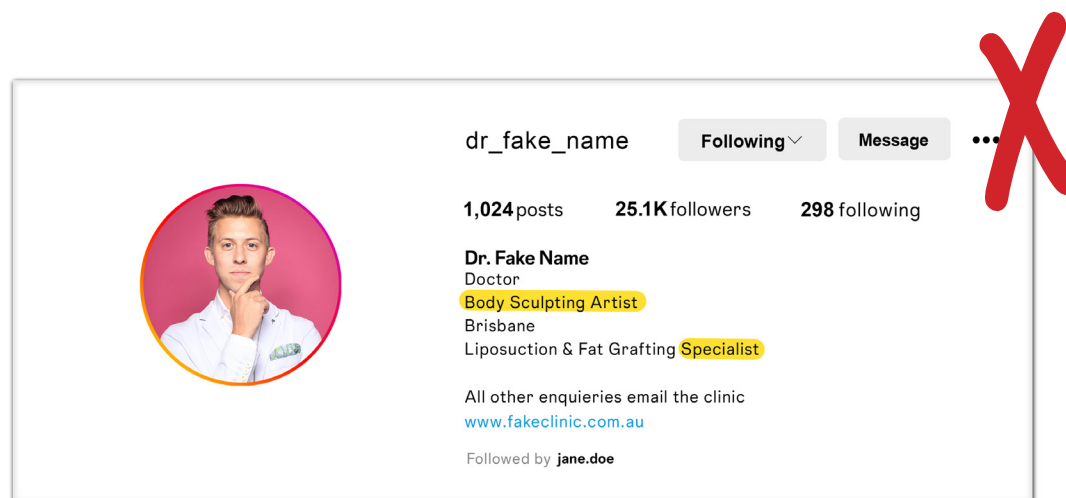 dr_fake_name Following Message
1,024 posts 25.1K followers 298 following
Dr. Fake Name
Doctor
Body Sculpting Artist
Brisbane
Liposuction & Fat Grafting Specialist
All other enquieries email the clinic
www.fakeclinic.com.au
Followed by jane.doe